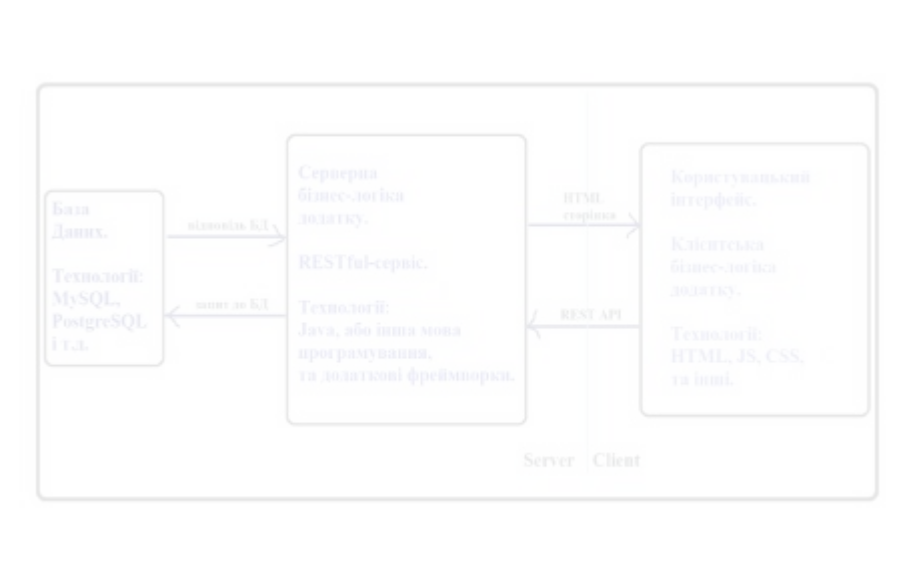 База
Даних.
Технології:
MySQL,
PostgreSQL
і т.д.
відповідь БД
запит до БД
Серверна
бізнес-логіка
додатку.
RESTful-сервіс.
Технології:
Java, або інша мова
програмування.
та додаткові фреймворки.
HTML
сторінка
REST API
Користувацький
інтерфейс.
Клієнтська
бізнес-логіка
додатку.
Технології:
HTML, JS, CSS,
та інші.
Server
Client